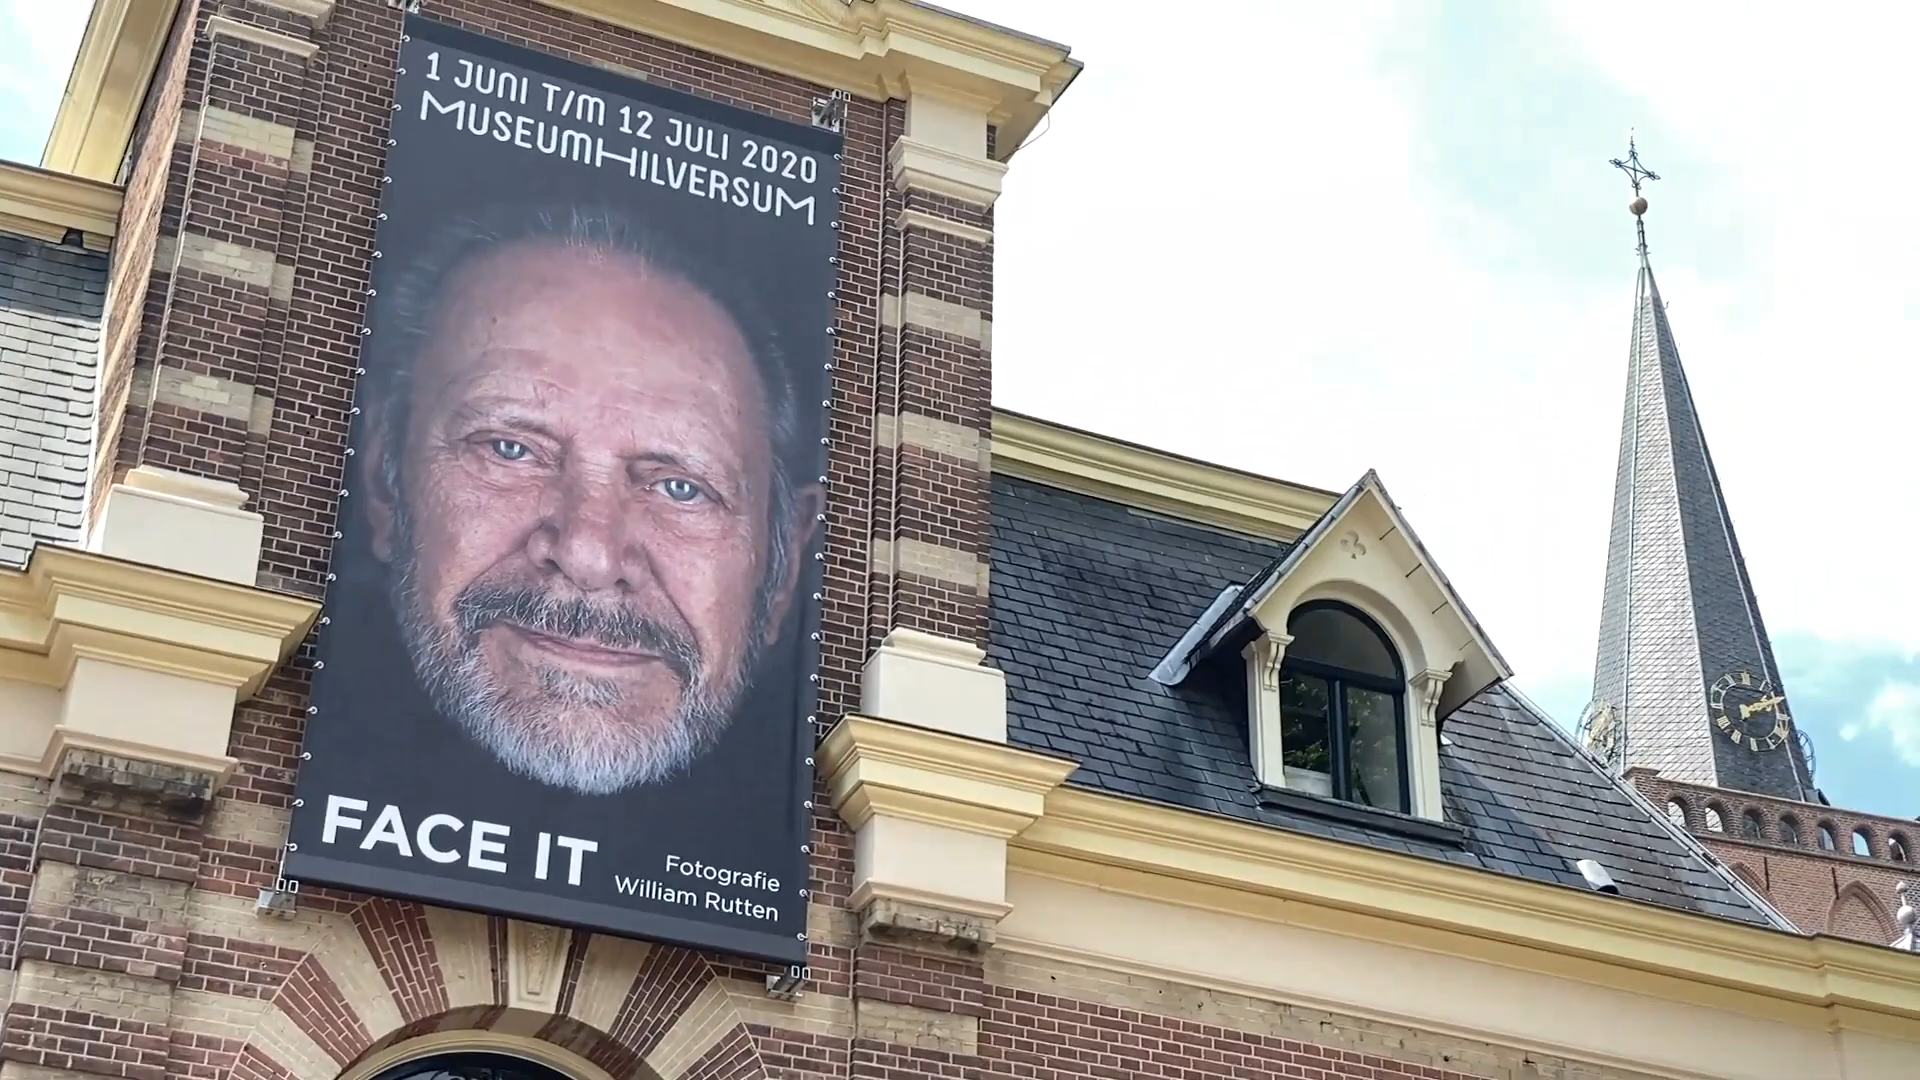 1 JUNI T/M 12 JULI 2020
MUSEUMHILVERSUM
FACE IT
Fotografie
William Rutten